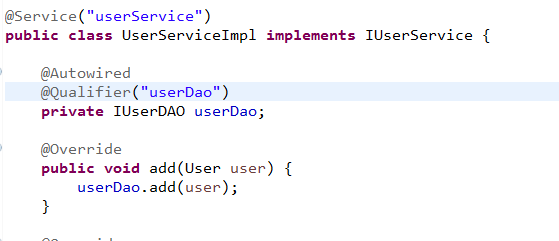 @Service("userService")
public class UserServiceImpl implements IUserService {
@Autowired
@Qualifier("userDao")
private IUserDAO userDao;
@Override
public void add(User user) {
userDao.add(user);
}